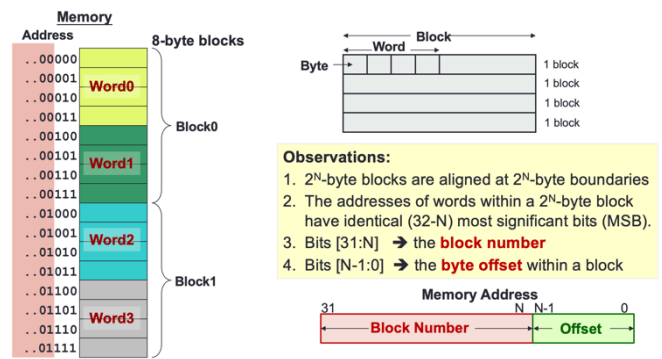 Memory
Address
8-byte blocks
..00000
..00001
..00010
..00011
..00100
..00101
..00110
..00111
..01000
..01001
..01010
..01011
..01100
..01101
..01110
..01111
Word0
Word1
Word2
Word3
Block0
Block1
Block
Word
Byte
1 block
1 block
1 block
1 block
Observations:
1. 2ᴺ-byte blocks are aligned at 2ᴺ-byte boundaries
2. The addresses of words within a 2ᴺ-byte block
have identical (32-N) most significant bits (MSB).
3. Bits [31:N] ➔ the block number
4. Bits [N-1:0] ➔ the byte offset within a block
Memory Address
31 N N-1 0
Block Number Offset